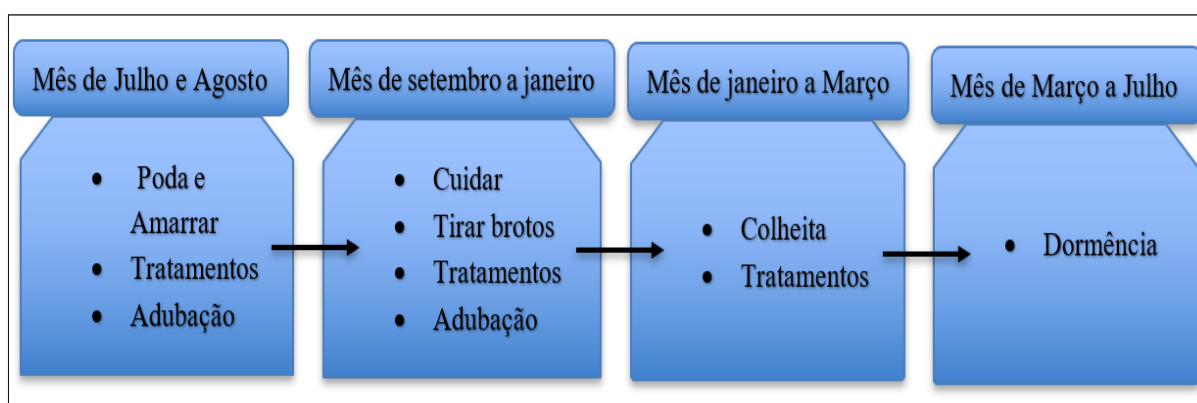 Mês de Julho e Agosto
• Poda e
Amarrar
• Tratamentos
• Adubação
Mês de setembro a janeiro
• Cuidar
• Tirar brotos
• Tratamentos
• Adubação
Mês de janeiro a Março
• Colheita
• Tratamentos
Mês de Março a Julho
• Dormência